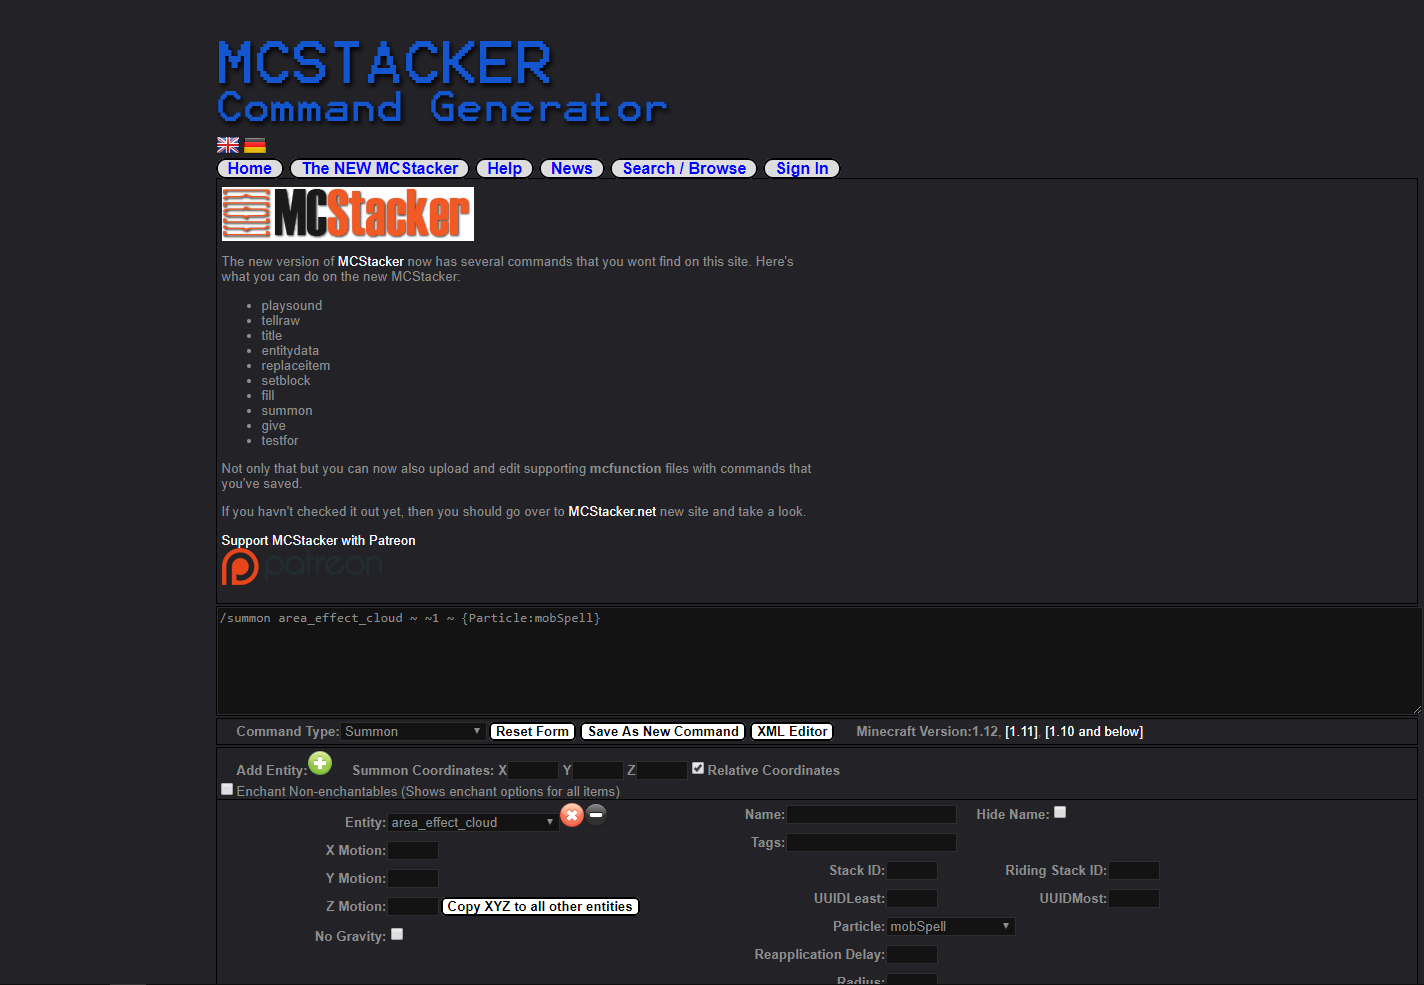 MCSTACKER
Command Generator
Home The NEW MCStacker Help News Search / Browse Sign In
MCStacker
The new version of MCStacker now has several commands that you wont find on this site. Here's
what you can do on the new MCStacker:
playsound
tellraw
title
entitydata
replaceitem
setblock
fill
summon
give
testfor
Not only that but you can now also upload and edit supporting mcfunction files with commands that
you've saved.
If you havn't checked it out yet, then you should go over to MCStacker.net new site and take a look.
Support MCStacker with Patreon
patreon
/summon area_effect_cloud ~ ~1 ~ {Particle:mobSpell}
Command Type: Summon Reset Form Save As New Command XML Editor Minecraft Version:1.12, [1.11], [1.10 and below]
Add Entity: Summon Coordinates: X Y Z Relative Coordinates
Enchant Non-enchantables (Shows enchant options for all items)
Entity: area_effect_cloud
X Motion:
Y Motion:
Z Motion: Copy XYZ to all other entities
No Gravity:
Name: Hide Name:
Tags:
Stack ID: Riding Stack ID:
UUIDLeast: UUIDMost:
Particle: mobSpell
Reapplication Delay:
Radius: